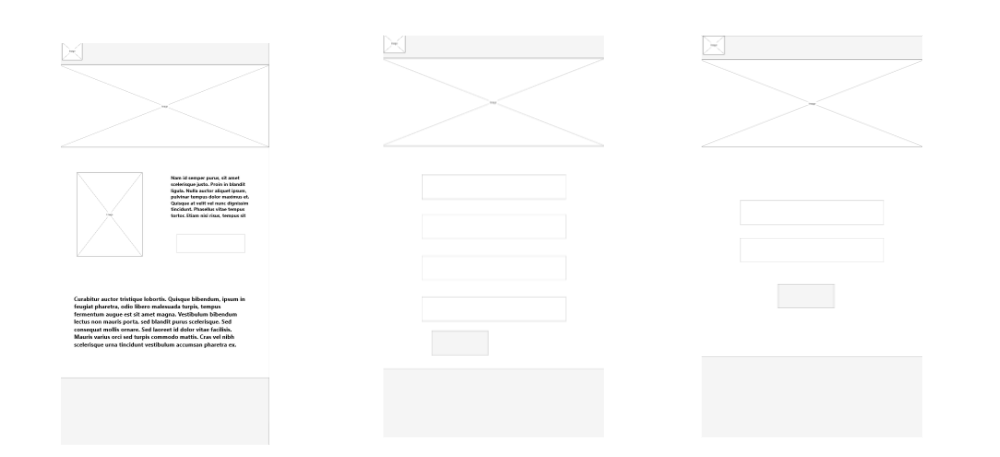 Nam id semper purus, sit amet
scelerisque justo. Proin in blandit
ligula. Nulla auctor aliquet ipsum,
pulvinar tempus dolor maximus et.
Quisque at velit vel nunc dignissim
tincidunt. Phasellus vitae tempus
tortor. Etiam nisi risus, tempus sit
Curabitur auctor tristique lobortis. Quisque bibendum, ipsum in
feugiat pharetra, odio libero malesuada turpis, tempus
fermentum augue est sit amet magna. Vestibulum bibendum
lectus non mauris porta, sed blandit purus scelerisque. Sed
consequat mollis ornare. Sed laoreet id dolor vitae facilisis.
Mauris varius orci sed turpis commodo mattis. Cras vel nibh
scelerisque urna tincidunt vestibulum accumsan pharetra ex.